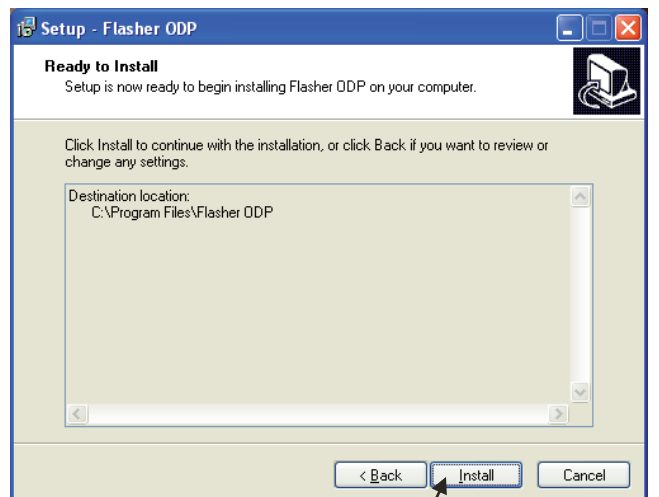 Setup - Flasher ODP
Ready to Install
Setup is now ready to begin installing Flasher ODP on your computer.
Click Install to continue with the installation, or click Back if you want to review or
change any settings.
Destination location:
C:\Program Files\Flasher ODP
< Back
Install
Cancel